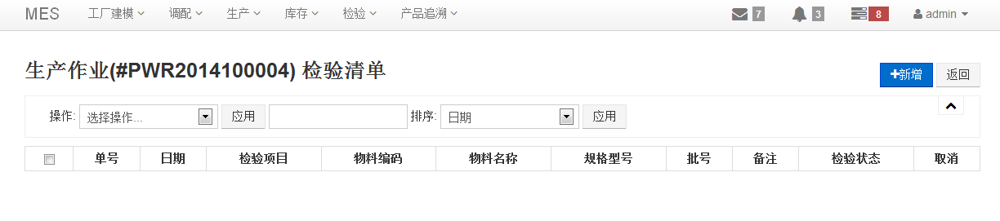 MES 工厂建模 调配 生产 库存 检验 产品追溯 7 3 8 admin
生产作业(#PWR2014100004) 检验清单
新增 返回
操作: 选择操作... 应用 排序: 日期 应用
单号 日期 检验项目 物料编码 物料名称 规格型号 批号 备注 检验状态 取消